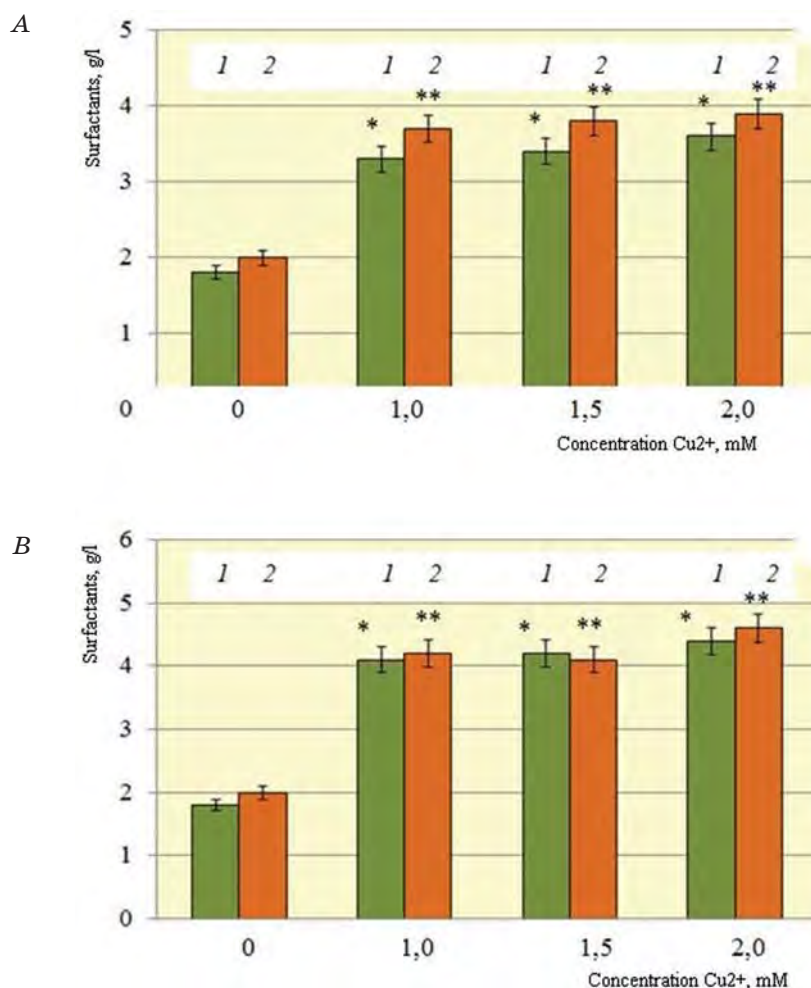 A
Surfactants, g/l
5
4
3
2
1
0
1 2 1 2 1 2 1 2
* ** * ** * **
0 1,0 1,5 2,0
Concentration Cu2+, mM
B
Surfactants, g/l
6
5
4
3
2
1
0
1 2 1 2 1 2 1 2
* ** * ** * **
0 1,0 1,5 2,0
Concentration Cu2+, mM